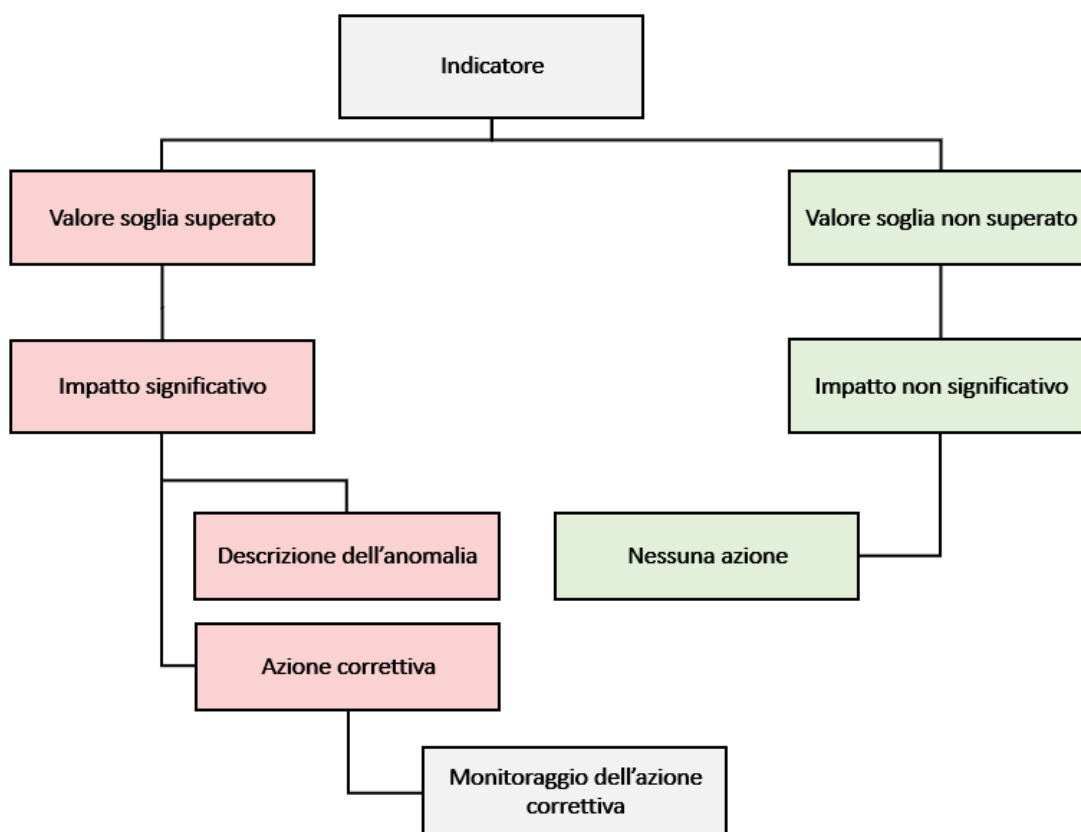 Indicatore
Valore soglia superato
Valore soglia non superato
Impatto significativo
Impatto non significativo
Descrizione dell’anomalia
Nessuna azione
Azione correttiva
Monitoraggio dell’azione
correttiva